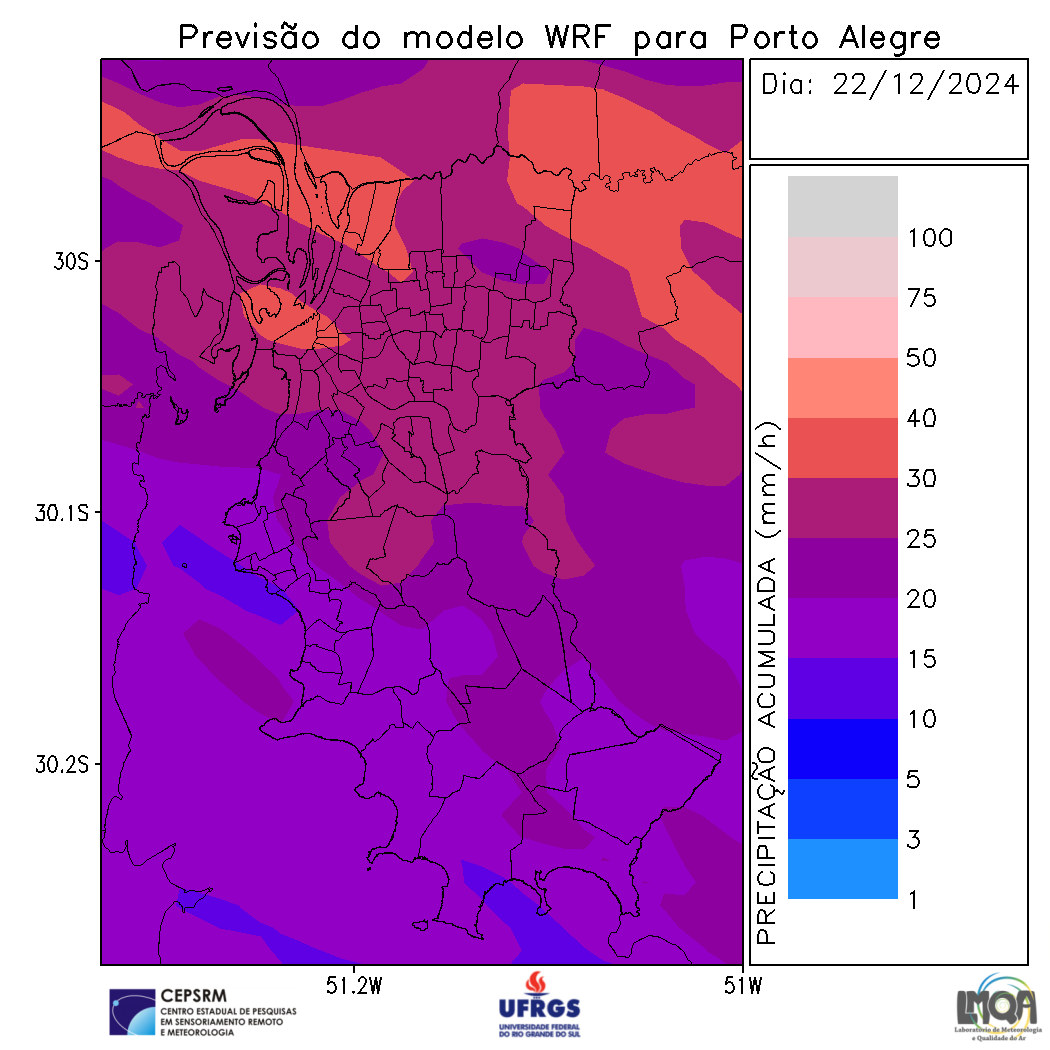 Previsão do modelo WRF para Porto Alegre
Dia: 22/12/2024
30S
30.1S
30.2S
51.2W
51W
PRECIPITAÇÃO ACUMULADA (mm/h)
100
75
50
40
30
25
20
15
10
5
3
1
CEPSRM
CENTRO ESTADUAL DE PESQUISAS
EM SENSORIAMENTO REMOTO
E METEOROLOGIA
UFRGS
UNIVERSIDADE FEDERAL
DO RIO GRANDE DO SUL
LMQA
Laboratório de Meteorologia
e Qualidade do Ar